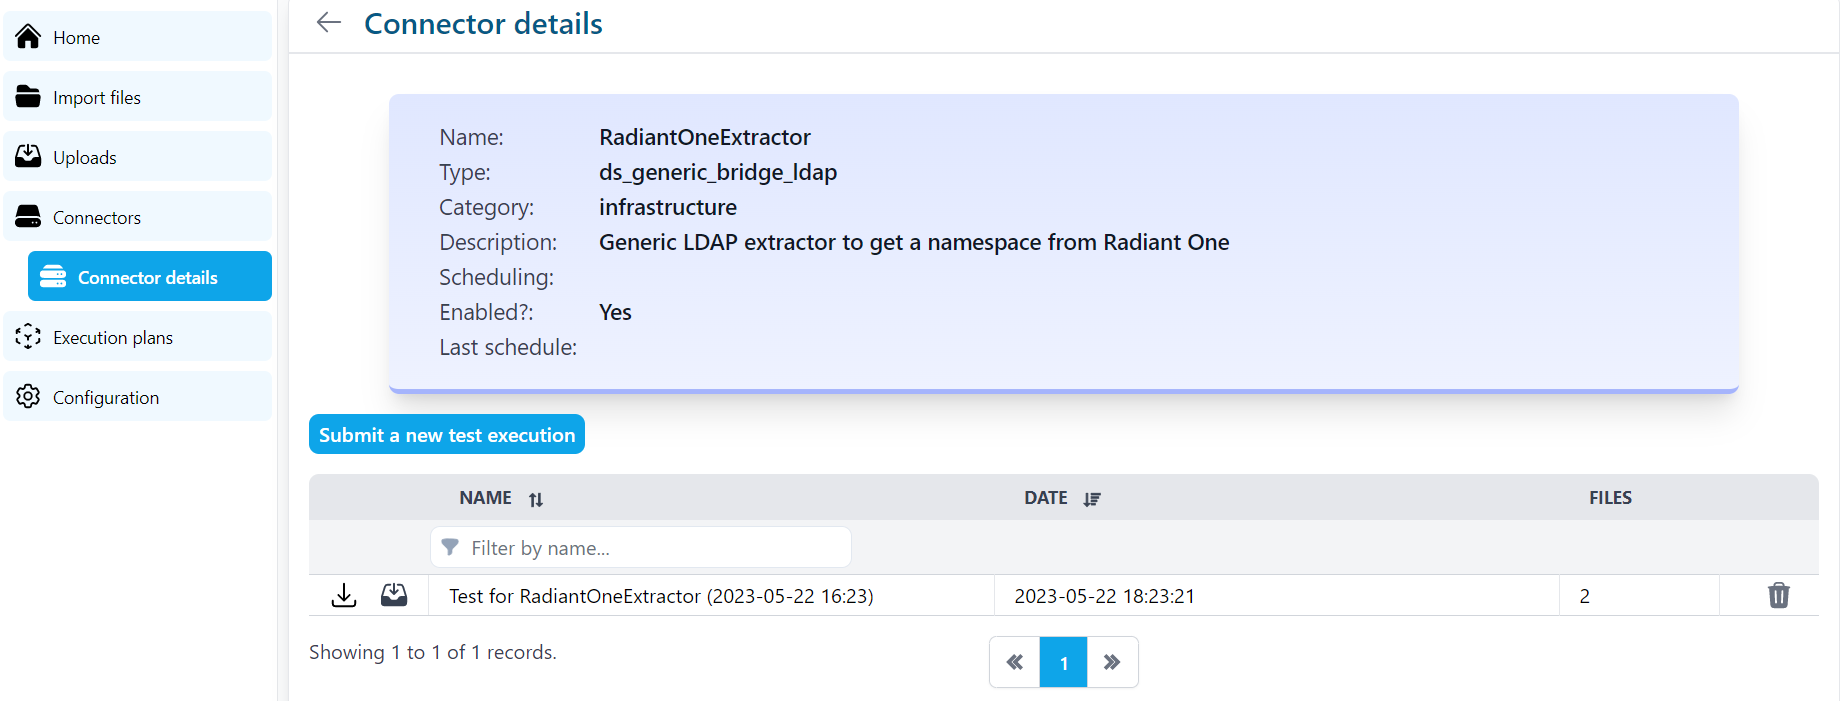 Home
Import files
Uploads
Connectors
Connector details
Execution plans
Configuration
Connector details
Name: RadiantOneExtractor
Type: ds_generic_bridge_ldap
Category: infrastructure
Description: Generic LDAP extractor to get a namespace from Radiant One
Scheduling:
Enabled?: Yes
Last schedule:
Submit a new test execution
NAME DATE FILES
Filter by name...
Test for RadiantOneExtractor (2023-05-22 16:23) 2023-05-22 18:23:21 2
Showing 1 to 1 of 1 records.
1